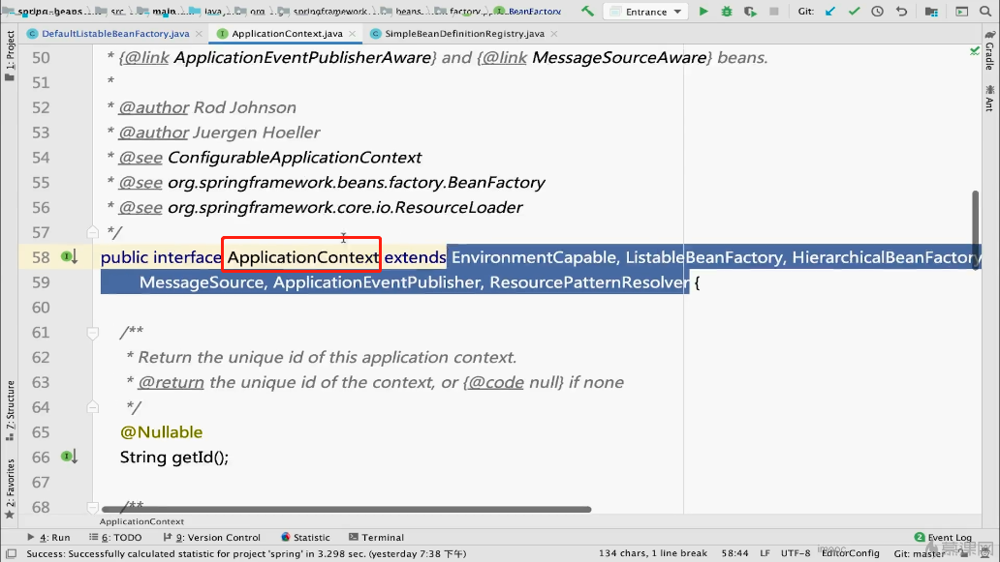 spring-beans src main java org springframework beans factory BeanFactory Entrance Git:
DefaultListableBeanFactory.java ApplicationContext.java SimpleBeanDefinitionRegistry.java
1: Project
Gradle
Ant
7: Structure
2: Favorites
50 * {@link ApplicationEventPublisherAware} and {@link MessageSourceAware} beans.
51 *
52 * @author Rod Johnson
53 * @author Juergen Hoeller
54 * @see ConfigurableApplicationContext
55 * @see org.springframework.beans.factory.BeanFactory
56 * @see org.springframework.core.io.ResourceLoader
57 */
58 public interface ApplicationContext extends EnvironmentCapable, ListableBeanFactory, HierarchicalBeanFactory
59 MessageSource, ApplicationEventPublisher, ResourcePatternResolver {
60
61 /**
62 * Return the unique id of this application context.
63 * @return the unique id of the context, or {@code null} if none
64 */
65 @Nullable
66 String getId();
67
68 /**
ApplicationContext
4: Run 6: TODO 9: Version Control Statistic Terminal 2 Event Log
Success: Successfully calculated statistic for project 'spring' in 3.298 sec. (yesterday 7:38 下午) 134 chars, 1 line break 58:44 LF UTF-8 EditorConfig Git: master
imooc
慕课网